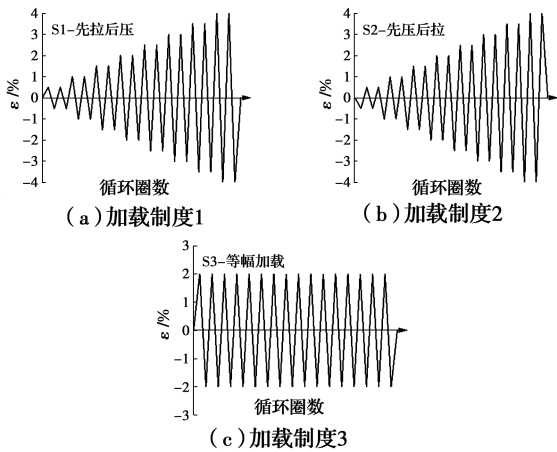 4
3
2
1
0
−1
−2
−3
−4
ε /%
S1−先拉后压
循环圈数
（a）加载制度1
4
3
2
1
0
−1
−2
−3
−4
ε /%
S2−先压后拉
循环圈数
（b）加载制度2
3
2
1
0
−1
−2
−3
ε /%
S3−等幅加载
循环圈数
（c）加载制度3